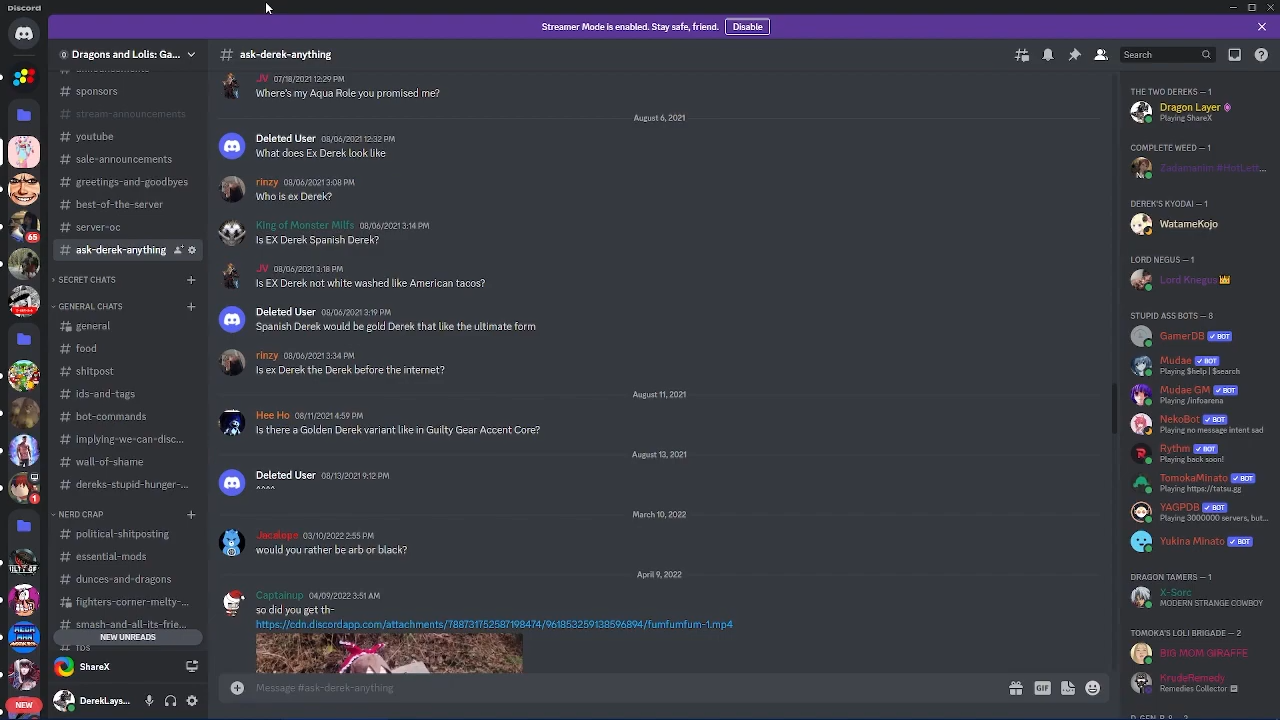 Discord
Streamer Mode is enabled. Stay safe, friend.
Disable
Dragons and Lolis: Ga...
sponsors
stream-announcements
youtube
sale-announcements
greetings-and-goodbyes
best-of-the-server
server-oc
ask-derek-anything
SECRET CHATS
GENERAL CHATS
general
food
shitpost
ids-and-tags
bot-commands
implying-we-can-disc...
wall-of-shame
dereks-stupid-hunger-...
NERD CRAP
political-shitposting
essential-mods
dunces-and-dragons
fighters-corner-melty-...
smash-and-all-its-frie...
NEW UNREADS
ShareX
DerekLays...
65
1
NEW
# ask-derek-anything
JV 07/18/2021 12:29 PM
Where's my Aqua Role you promised me?
August 6, 2021
Deleted User 08/06/2021 12:32 PM
What does Ex Derek look like
rinzy 08/06/2021 3:08 PM
Who is ex Derek?
King of Monster Milfs 08/06/2021 3:14 PM
Is EX Derek Spanish Derek?
JV 08/06/2021 3:18 PM
Is EX Derek not white washed like American tacos?
Deleted User 08/06/2021 3:19 PM
Spanish Derek would be gold Derek that like the ultimate form
rinzy 08/06/2021 3:34 PM
Is ex Derek the Derek before the internet?
August 11, 2021
Hee Ho 08/11/2021 4:59 PM
Is there a Golden Derek variant like in Guilty Gear Accent Core?
August 13, 2021
Deleted User 08/13/2021 9:12 PM
^^^^
March 10, 2022
Jacalope 03/10/2022 2:55 PM
would you rather be arb or black?
April 9, 2022
Captainup 04/09/2022 3:51 AM
so did you get th-
https://cdn.discordapp.com/attachments/788731752587198474/961853259138596894/fumfumfum-1.mp4
Message #ask-derek-anything
GIF
Search
THE TWO DEREKS — 1
Dragon Layer
Playing ShareX
COMPLETE WEED — 1
Ziadamanim #HotLett...
DEREK'S KYODAI — 1
WatameKojo
LORD NEGUS — 1
Lord Knegus
STUPID ASS BOTS — 8
GamerDB BOT
Mudae BOT
Playing $help | $search
Mudae GM BOT
Playing /infoarena
NekoBot BOT
Playing no message intent sad
Rythm BOT
Playing back soon!
TomokaMinato BOT
Playing https://tatsu.gg
YAGPDB BOT
Playing 3000000 servers, but...
Yukina Minato BOT
DRAGON TAMERS — 1
X-Sorc
MODERN STRANGE COWBOY
TOMOKA'S LOLI BRIGADE — 2
BIG MOM GIRAFFE
KrudeRemedy
Remedies Collector